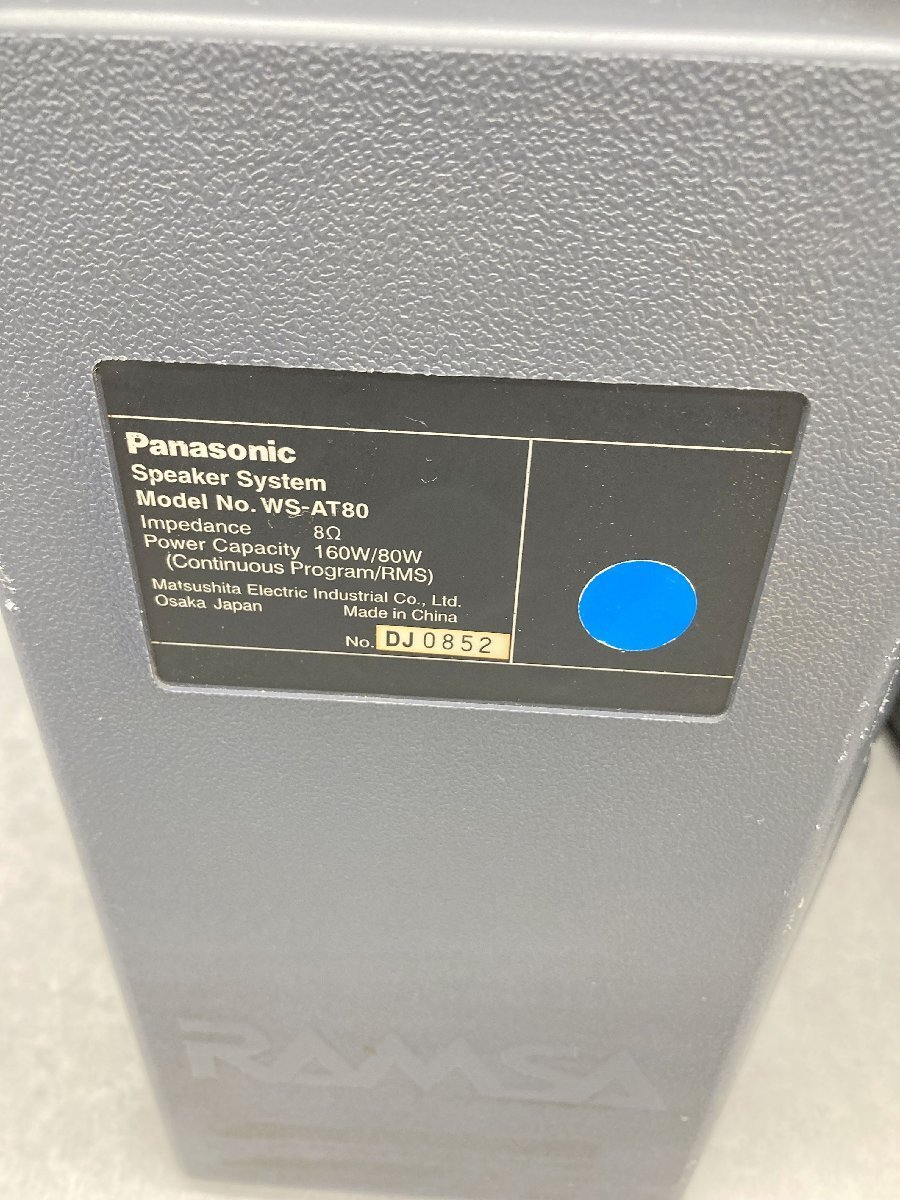 Panasonic
Speaker System
Model No. WS-AT80
Impedance 8Ω
Power Capacity 160W/80W
(Continuous Program/RMS)
Matsushita Electric Industrial Co., Ltd.
Osaka Japan Made in China
No. DJ 0852
RAMSA